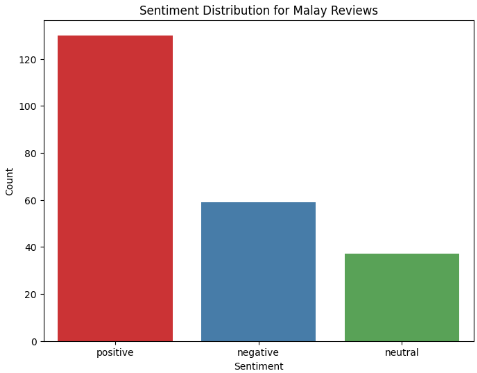 Sentiment Distribution for Malay Reviews
Count
120
100
80
60
40
20
0
positive negative neutral
Sentiment